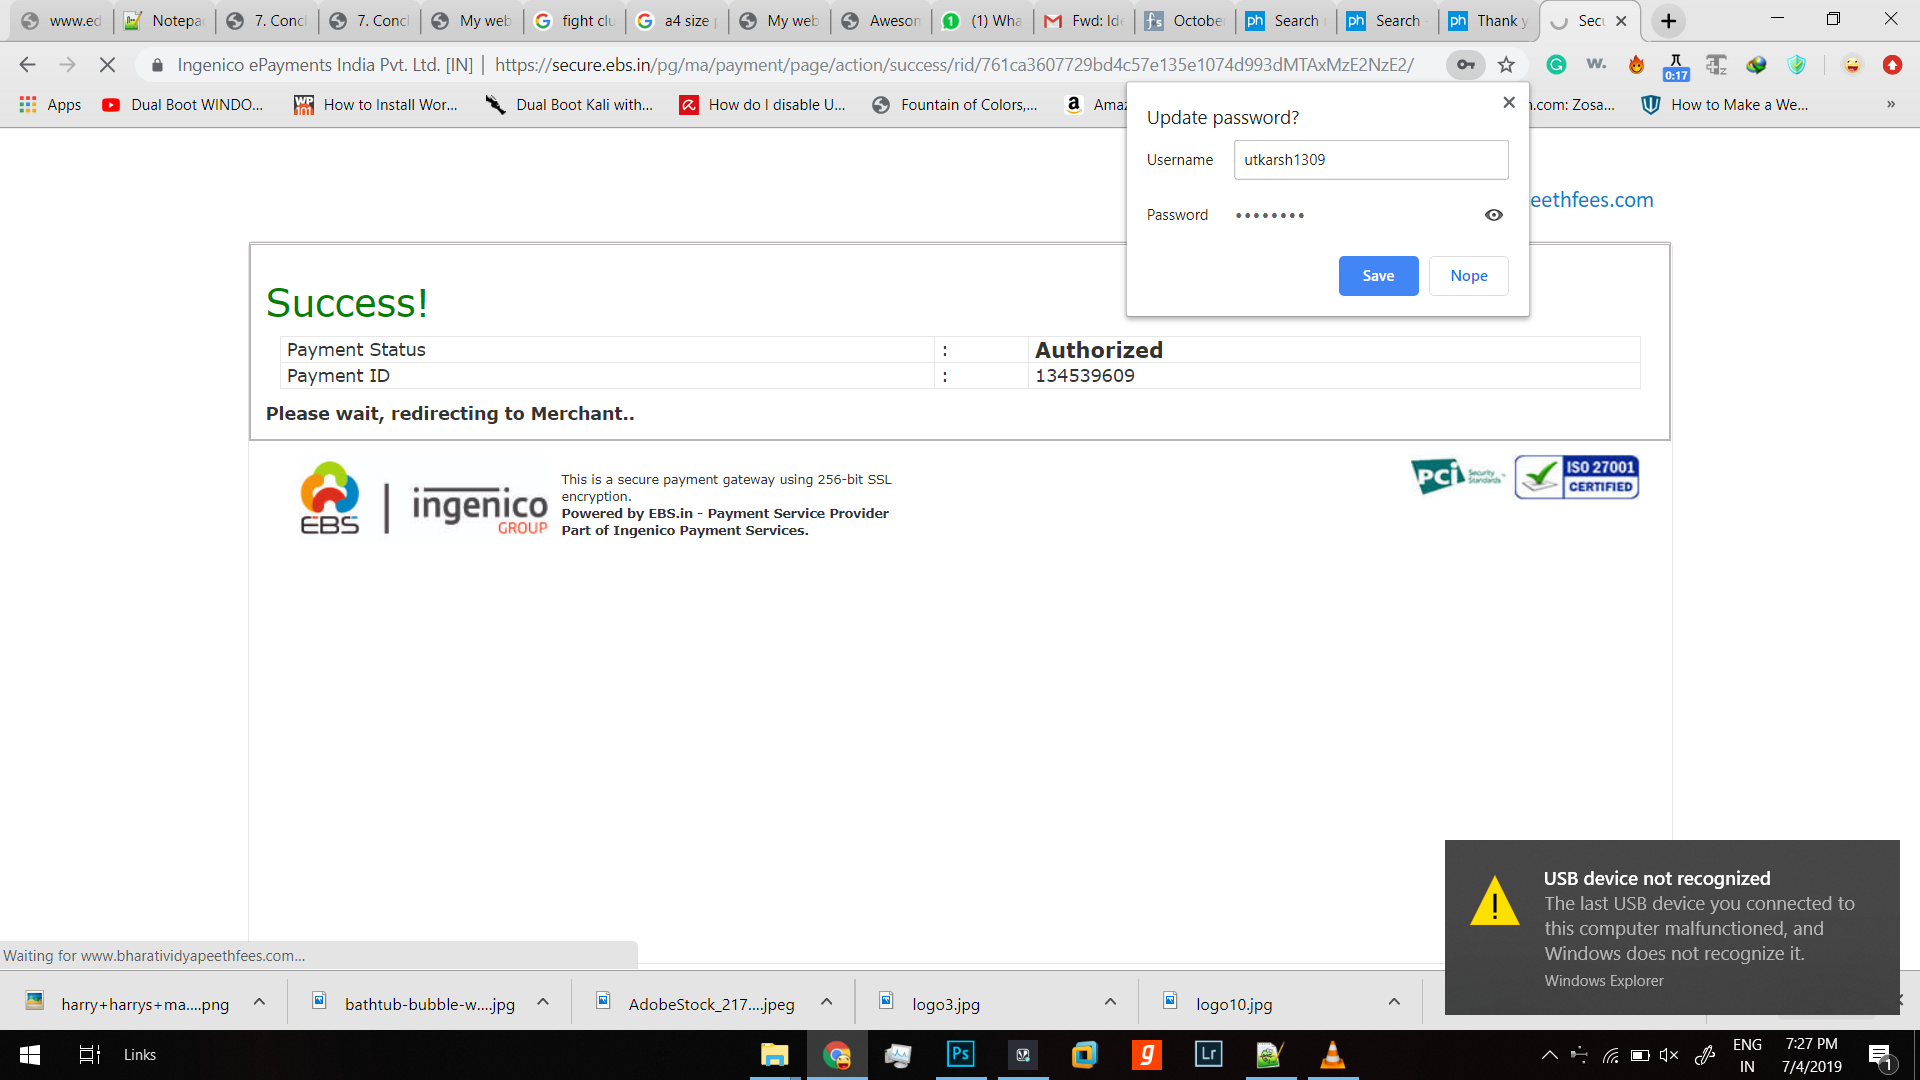 www.ed
Notepa
7. Conc
7. Conc
My web
fight clu
a4 size p
My web
Awesom
(1) Wha
Fwd: Ide
October
Search
Search
Thank y
Secu
Ingenico ePayments India Pvt. Ltd. [IN] | https://secure.ebs.in/pg/ma/payment/page/action/success/rid/761ca3607729bd4c57e135e1074d993dMTAxMzE2NzE2/
0:17
Apps
Dual Boot WINDO...
How to Install Wor...
Dual Boot Kali with...
How do I disable U...
Fountain of Colors,...
Amaz
n.com: Zosa...
How to Make a We...
»
Update password?
Username
utkarsh1309
Password
••••••••
Save
Nope
eethfees.com
Success!
Payment Status : Authorized
Payment ID : 134539609
Please wait, redirecting to Merchant..
EBS | ingenico GROUP
This is a secure payment gateway using 256-bit SSL
encryption.
Powered by EBS.in - Payment Service Provider
Part of Ingenico Payment Services.
PCi Security Standards
ISO 27001
CERTIFIED
USB device not recognized
The last USB device you connected to
this computer malfunctioned, and
Windows does not recognize it.
Windows Explorer
Waiting for www.bharatividyapeethfees.com...
harry+harrys+ma....png
bathtub-bubble-w....jpg
AdobeStock_217....jpeg
logo3.jpg
logo10.jpg
Links
Ps
g
Lr
ENG
IN
7:27 PM
7/4/2019
1